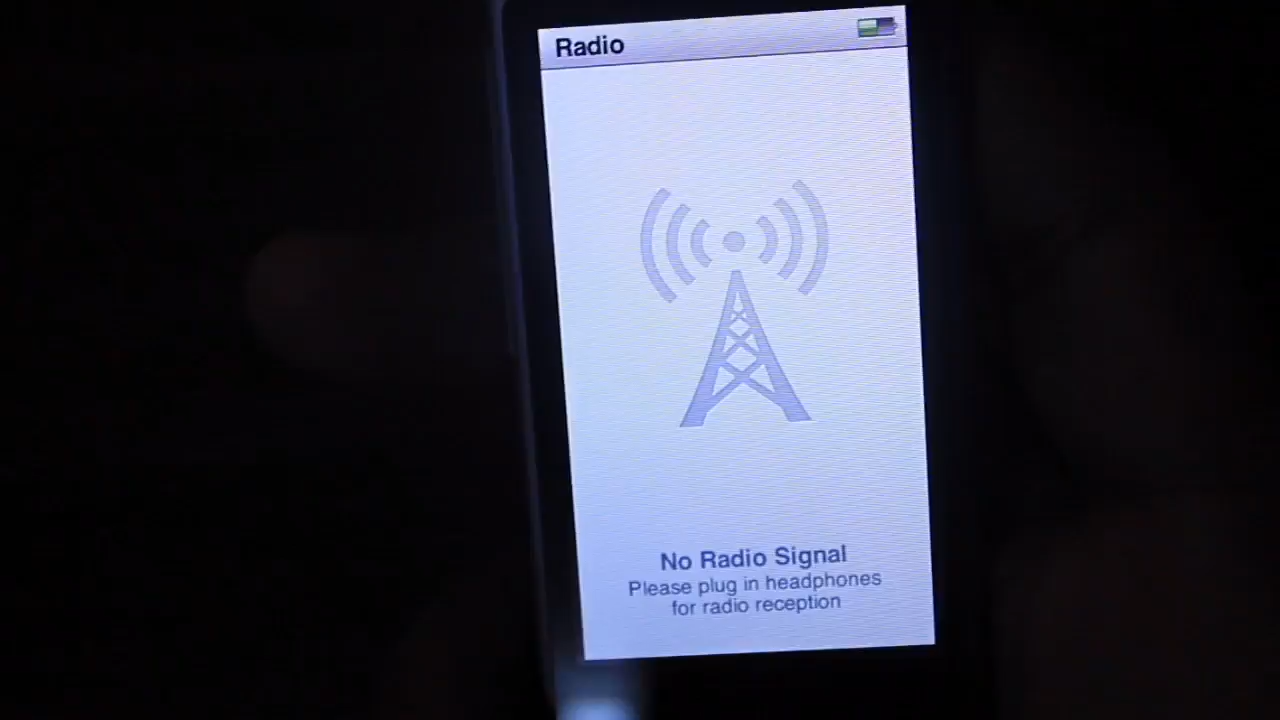 Radio
No Radio Signal
Please plug in headphones
for radio reception